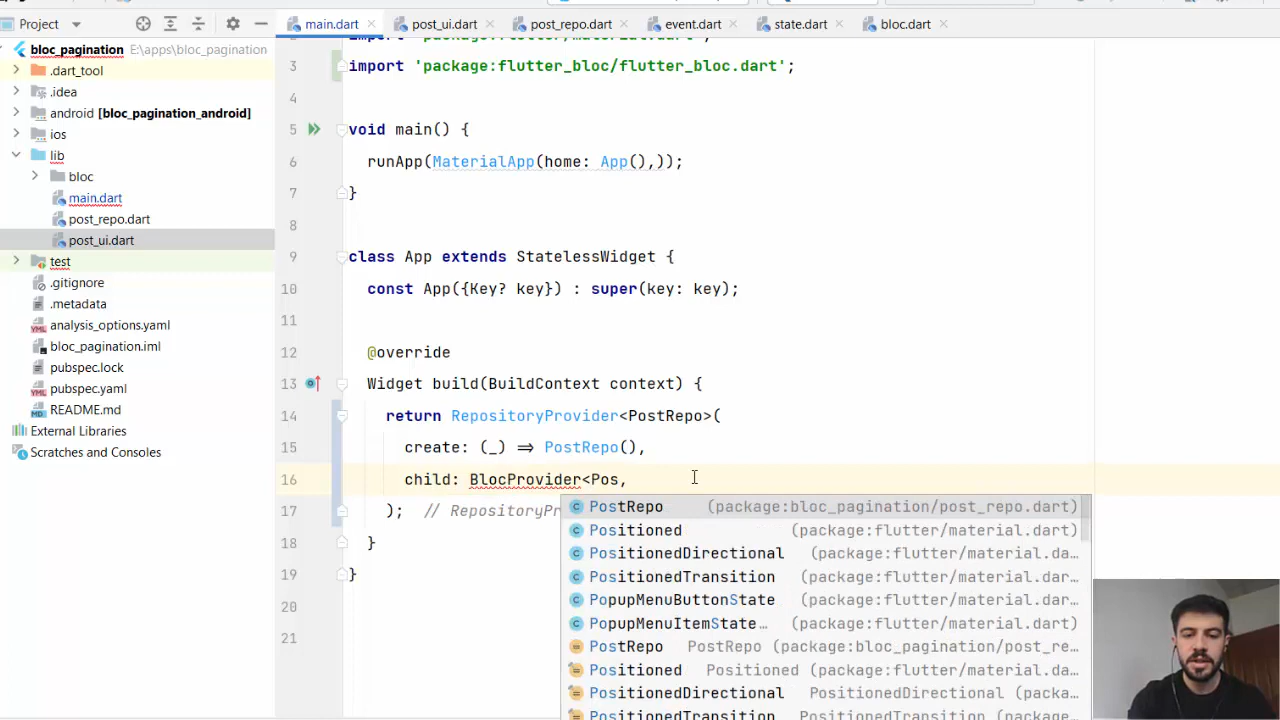 Project
main.dart
post_ui.dart
post_repo.dart
event.dart
state.dart
bloc.dart
bloc_pagination E:\apps\bloc_pagination
.dart_tool
.idea
android [bloc_pagination_android]
ios
lib
bloc
main.dart
post_repo.dart
post_ui.dart
test
.gitignore
.metadata
analysis_options.yaml
bloc_pagination.iml
pubspec.lock
pubspec.yaml
README.md
External Libraries
Scratches and Consoles
3 import 'package:flutter_bloc/flutter_bloc.dart';
4
5 void main() {
6 runApp(MaterialApp(home: App(),));
7 }
8
9 class App extends StatelessWidget {
10 const App({Key? key}) : super(key: key);
11
12 @override
13 Widget build(BuildContext context) {
14 return RepositoryProvider<PostRepo>(
15 create: (_) => PostRepo(),
16 child: BlocProvider<Pos,
17 ); // RepositoryPr
18 }
19 }
20
21
PostRepo (package:bloc_pagination/post_repo.dart)
Positioned (package:flutter/material.dart)
PositionedDirectional (package:flutter/material.da…
PositionedTransition (package:flutter/material.dar…
PopupMenuButtonState (package:flutter/material.da…
PopupMenuItemState… (package:flutter/material.dart)
PostRepo PostRepo (package:bloc_pagination/post_re…
Positioned Positioned (package:flutter/material.da…
PositionedDirectional PositionedDirectional (packa…
PositionedTransition PositionedTransition (package…